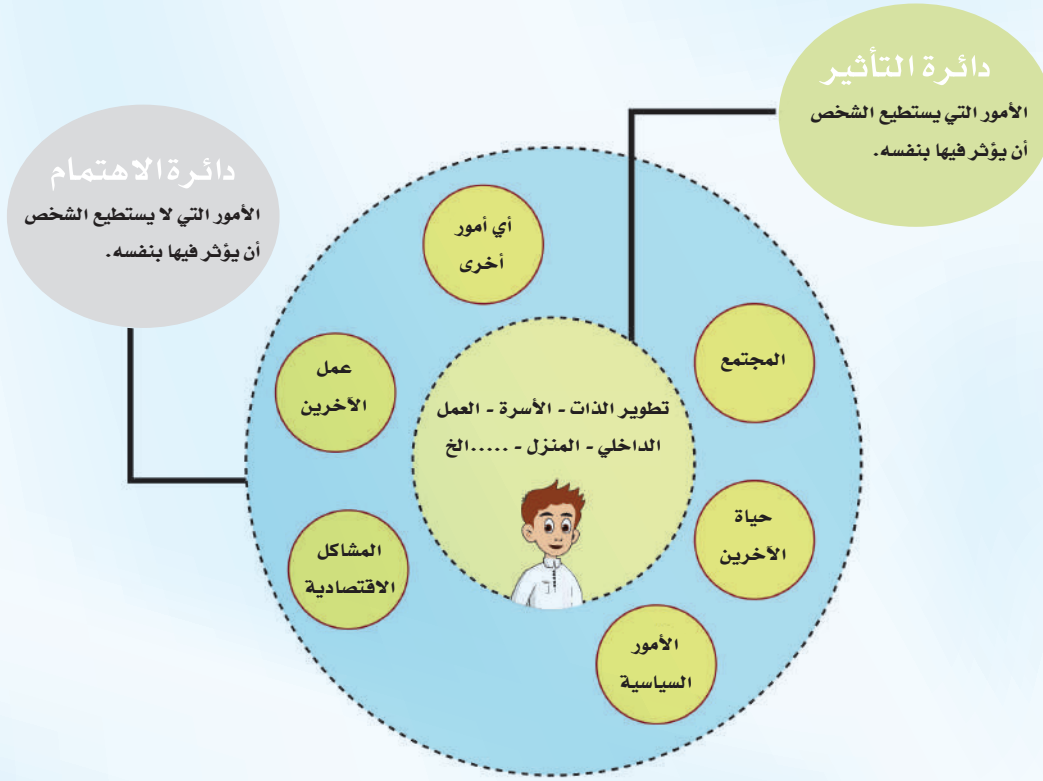 دائرة التأثير
الأمور التي يستطيع الشخص
أن يؤثر فيها بنفسه.
دائرة الاهتمام
الأمور التي لا يستطيع الشخص
أن يؤثر فيها بنفسه.
أي أمور
أخرى
المجتمع
عمل
الآخرين
تطوير الذات - الأسرة - العمل
الداخلي - المنزل - .....الخ
حياة
الآخرين
المشاكل
الاقتصادية
الأمور
السياسية